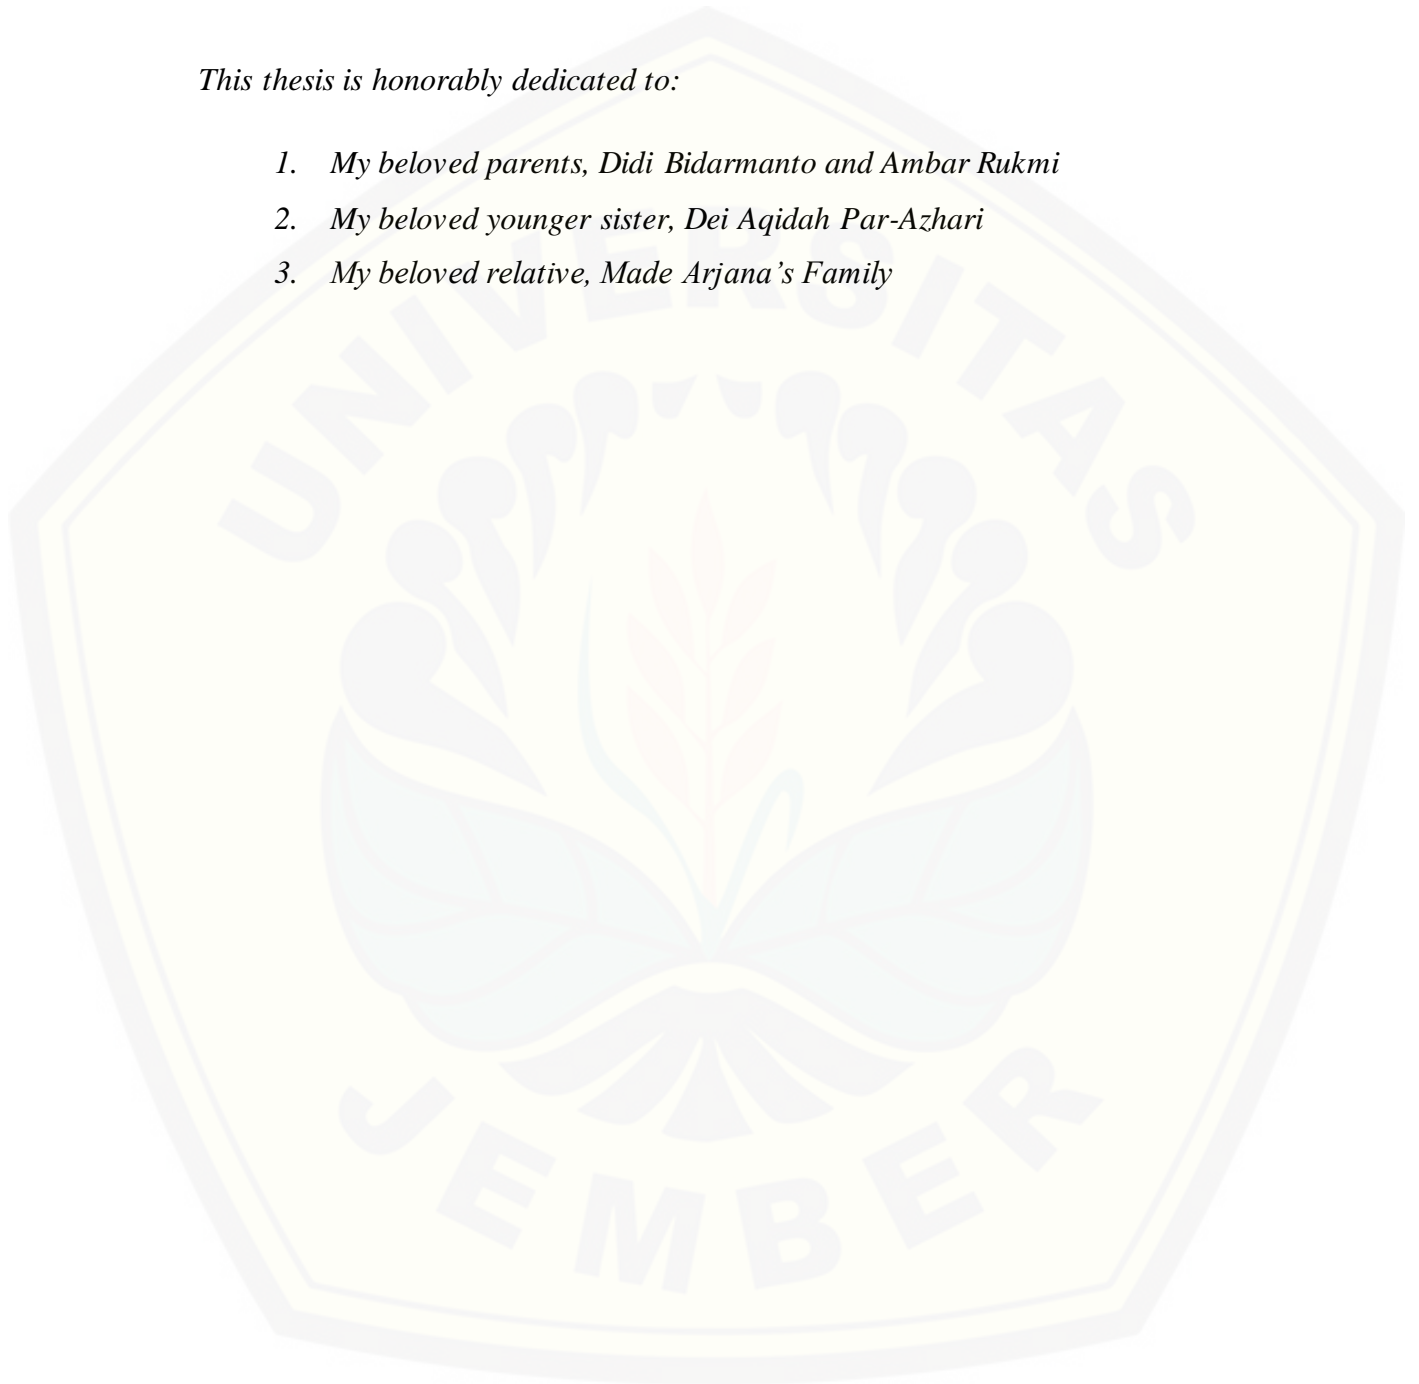 This thesis is honorably dedicated to:
1. My beloved parents, Didi Bidarmanto and Ambar Rukmi
2. My beloved younger sister, Dei Aqidah Par-Azhari
3. My beloved relative, Made Arjana’s Family
UNIVERSITAS
JEMBER